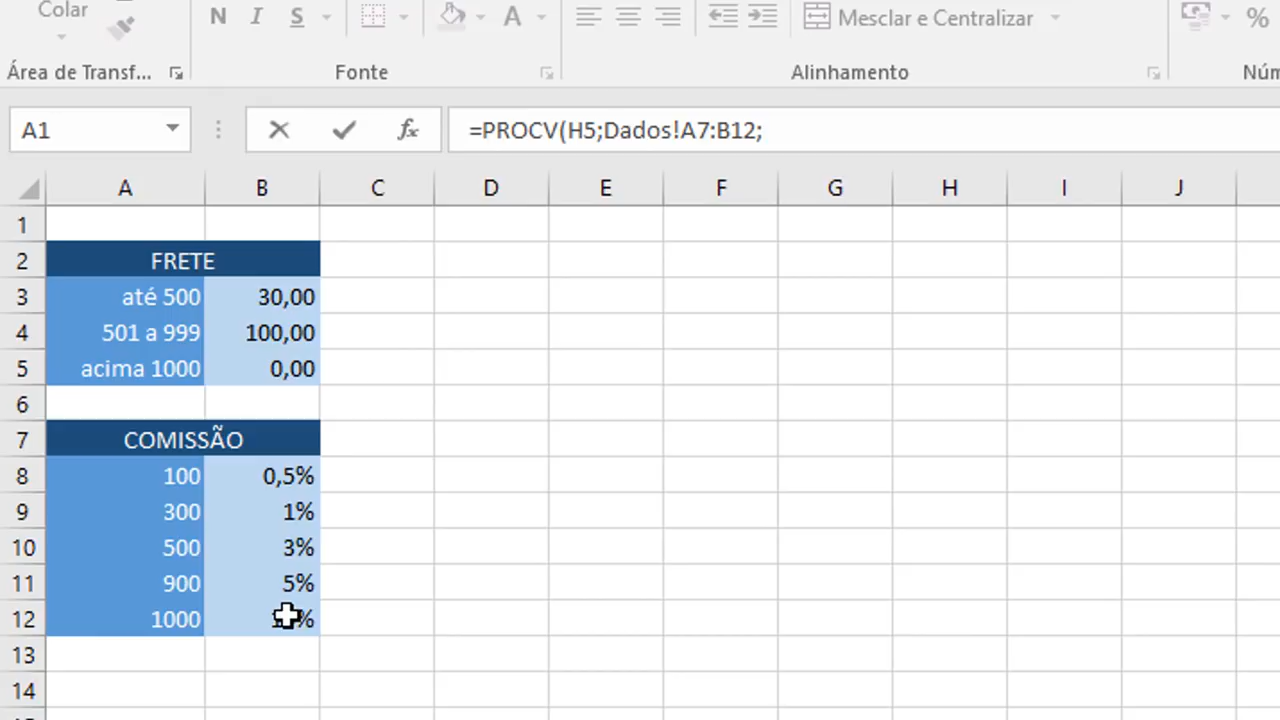 Colar
N I S A Mesclar e Centralizar %
Área de Transf... Fonte Alinhamento Núm
A1 fx =PROCV(H5;Dados!A7:B12;
A B C D E F G H I J
1
2 FRETE
3 até 500 30,00
4 501 a 999 100,00
5 acima 1000 0,00
6
7 COMISSÃO
8 100 0,5%
9 300 1%
10 500 3%
11 900 5%
12 1000
13
14